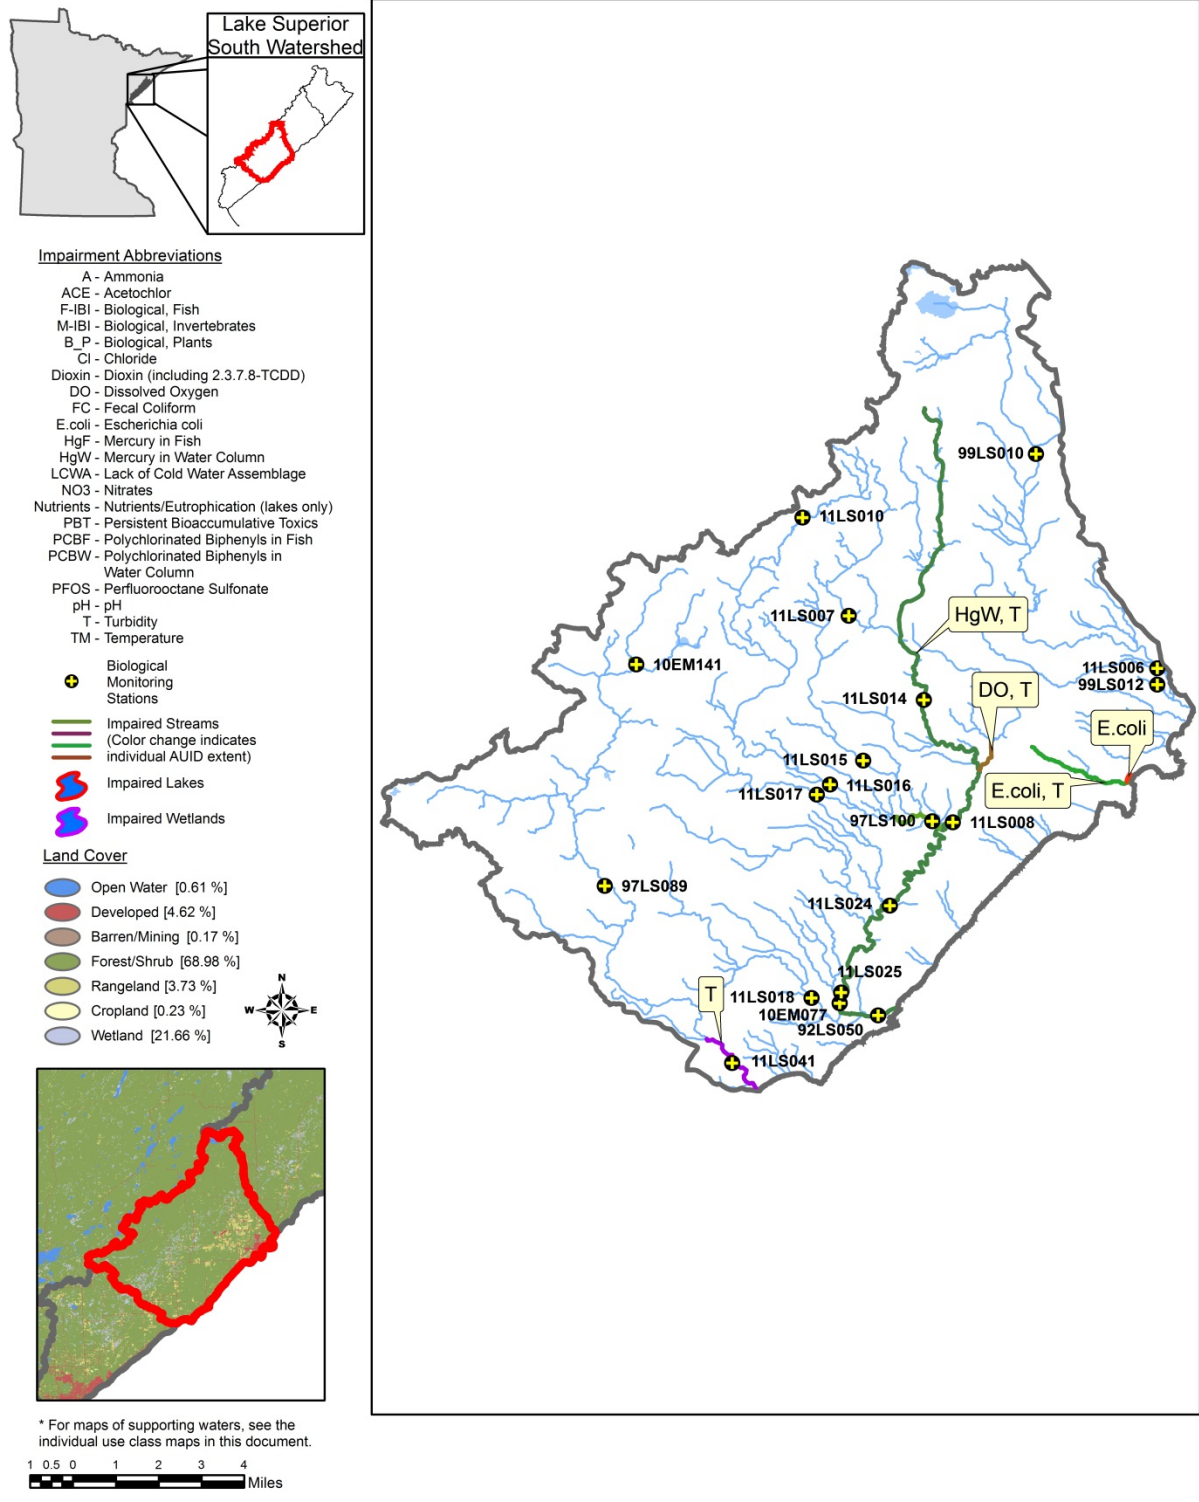 Lake Superior
South Watershed
Impairment Abbreviations
A - Ammonia
ACE - Acetochlor
F-IBI - Biological, Fish
M-IBI - Biological, Invertebrates
B_P - Biological, Plants
Cl - Chloride
Dioxin - Dioxin (including 2.3.7.8-TCDD)
DO - Dissolved Oxygen
FC - Fecal Coliform
E.coli - Escherichia coli
HgF - Mercury in Fish
HgW - Mercury in Water Column
LCWA - Lack of Cold Water Assemblage
NO3 - Nitrates
Nutrients - Nutrients/Eutrophication (lakes only)
PBT - Persistent Bioaccumulative Toxics
PCBF - Polychlorinated Biphenyls in Fish
PCBW - Polychlorinated Biphenyls in
Water Column
PFOS - Perfluorooctane Sulfonate
pH - pH
T - Turbidity
TM - Temperature
Biological
Monitoring
Stations
Impaired Streams
(Color change indicates
individual AUID extent)
Impaired Lakes
Impaired Wetlands
Land Cover
Open Water [0.61 %]
Developed [4.62 %]
Barren/Mining [0.17 %]
Forest/Shrub [68.98 %]
Rangeland [3.73 %]
Cropland [0.23 %]
Wetland [21.66 %]
N
W
E
S
* For maps of supporting waters, see the
individual use class maps in this document.
1 0.5 0 1 2 3 4
Miles
99LS010
11LS010
11LS007
HgW, T
10EM141
11LS006
99LS012
11LS014
DO, T
E.coli
11LS015
11LS016
11LS017
E.coli, T
97LS100
11LS008
97LS089
11LS024
11LS025
T
11LS018
10EM077
92LS050
11LS041